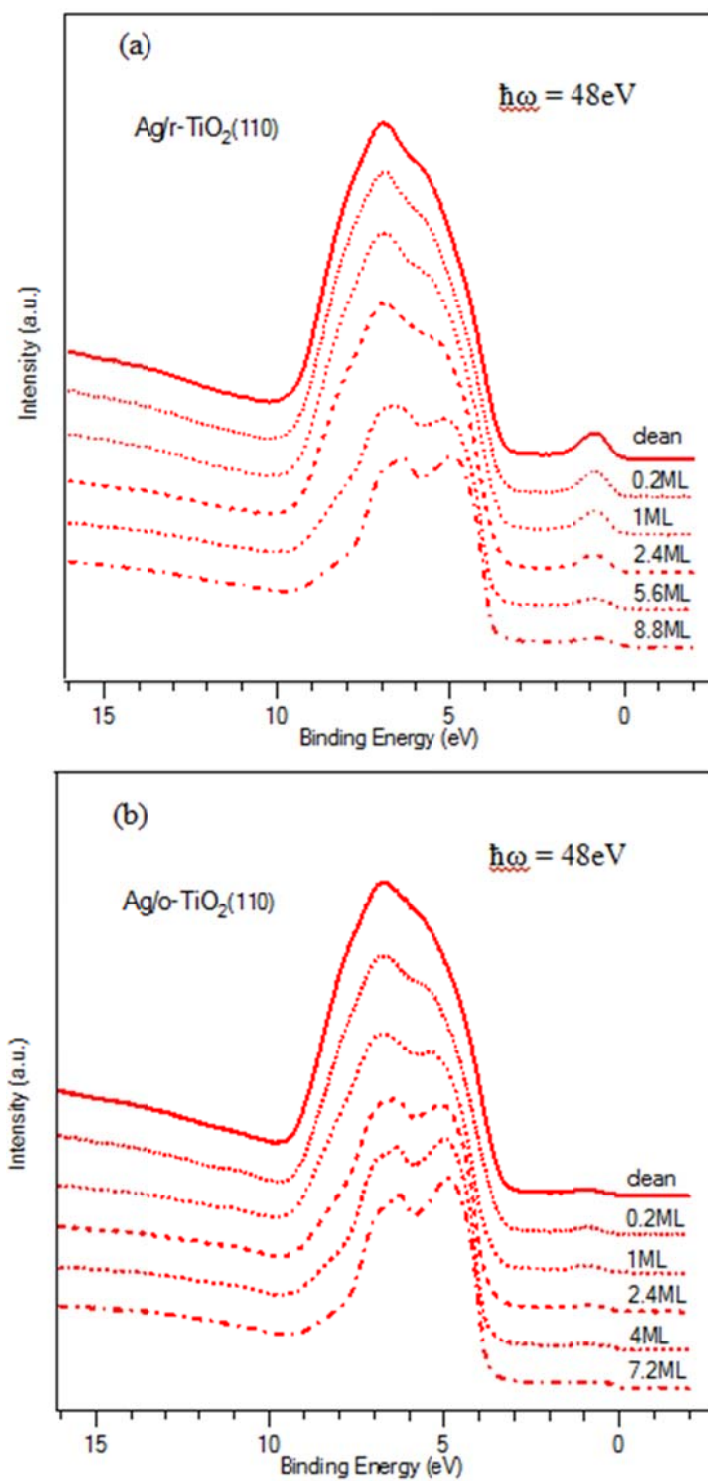 (a)
ħω = 48eV
Ag/r-TiO₂(110)
Intensity (a.u.)
clean
0.2ML
1ML
2.4ML
5.6ML
8.8ML
15 10 5 0
Binding Energy (eV)
(b)
ħω = 48eV
Ag/o-TiO₂(110)
Intensity (a.u.)
clean
0.2ML
1ML
2.4ML
4ML
7.2ML
15 10 5 0
Binding Energy (eV)